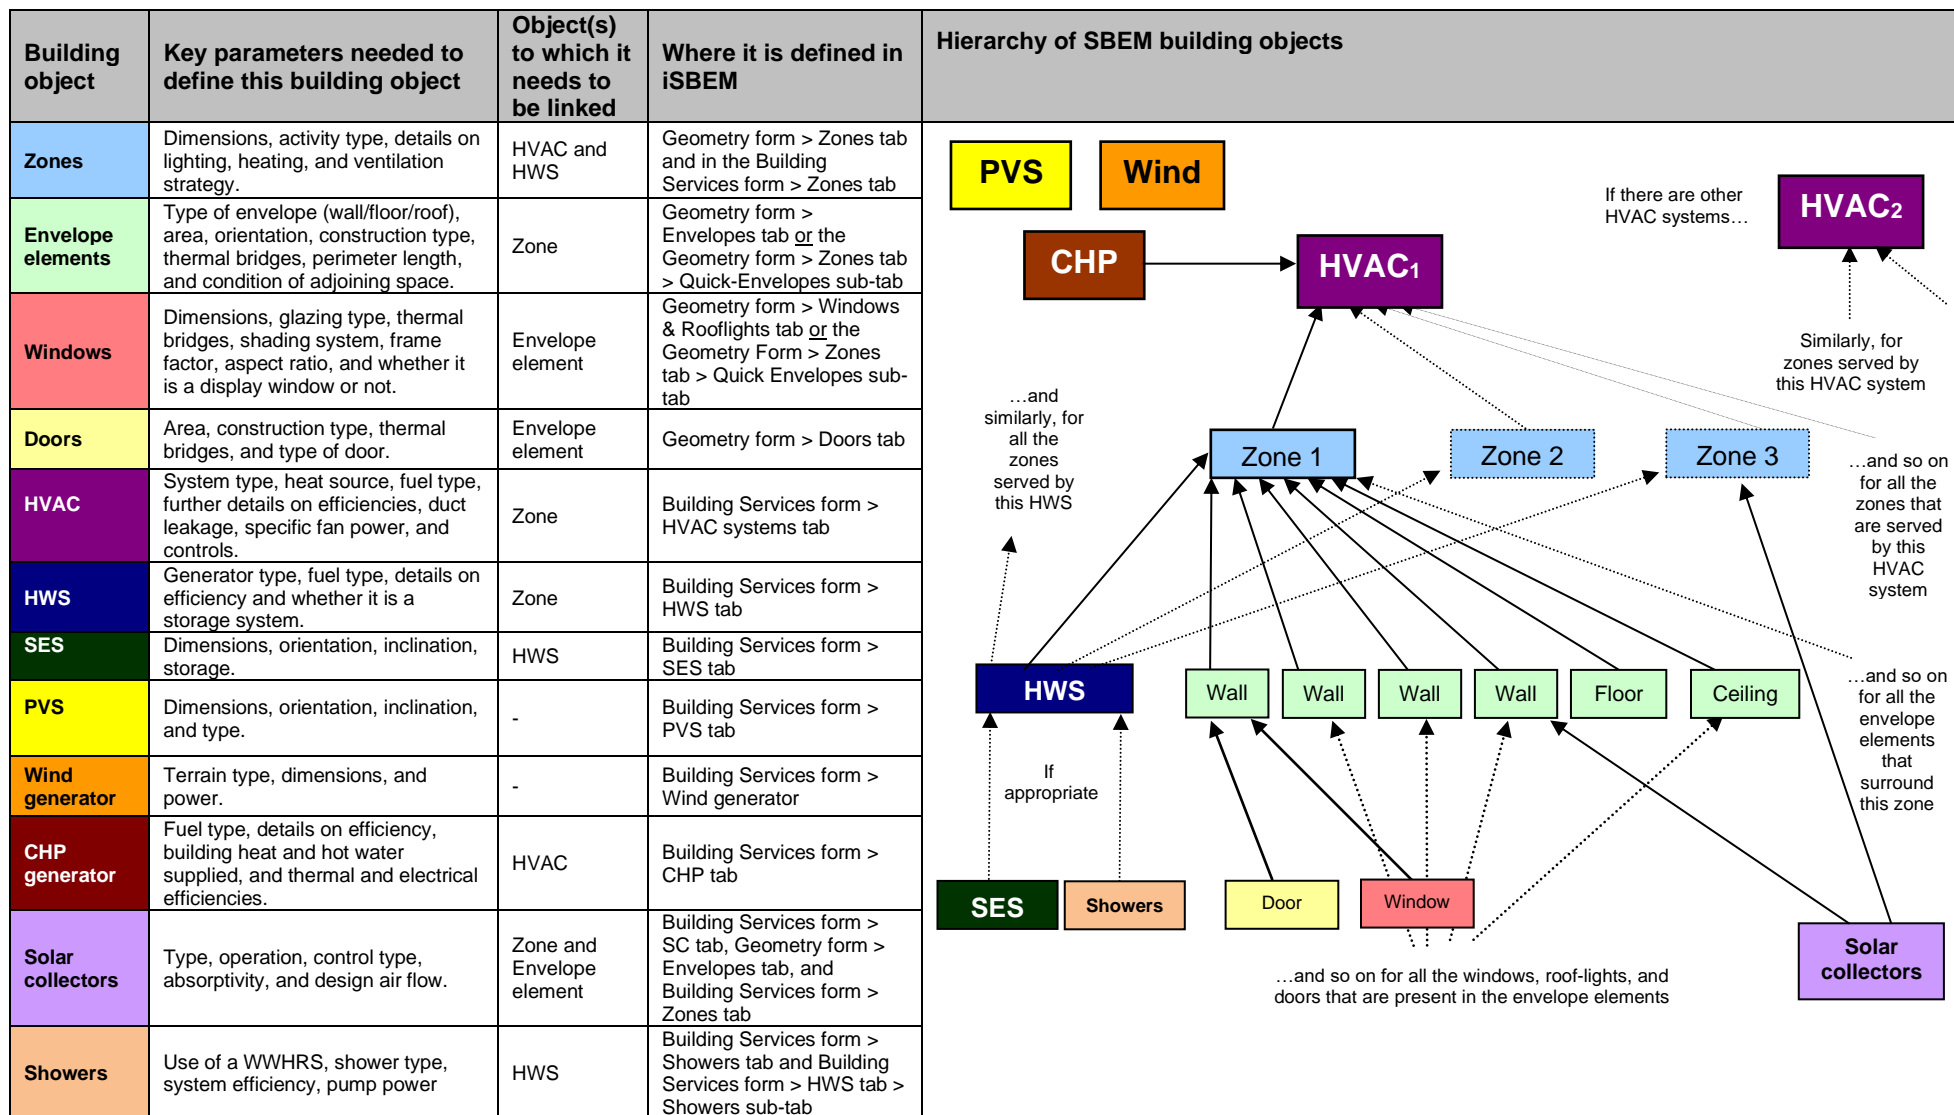 Building
object
Key parameters needed to
define this building object
Object(s)
to which it
needs to
be linked
Where it is defined in
iSBEM
Hierarchy of SBEM building objects
Zones
Dimensions, activity type, details on
lighting, heating, and ventilation
strategy.
HVAC and
HWS
Geometry form > Zones tab
and in the Building
Services form > Zones tab
Envelope
elements
Type of envelope (wall/floor/roof),
area, orientation, construction type,
thermal bridges, perimeter length,
and condition of adjoining space.
Zone
Geometry form >
Envelopes tab or the
Geometry form > Zones tab
> Quick-Envelopes sub-tab
Windows
Dimensions, glazing type, thermal
bridges, shading system, frame
factor, aspect ratio, and whether it
is a display window or not.
Envelope
element
Geometry form > Windows
& Rooflights tab or the
Geometry Form > Zones
tab > Quick Envelopes sub-
tab
Doors
Area, construction type, thermal
bridges, and type of door.
Envelope
element
Geometry form > Doors tab
HVAC
System type, heat source, fuel type,
further details on efficiencies, duct
leakage, specific fan power, and
controls.
Zone
Building Services form >
HVAC systems tab
HWS
Generator type, fuel type, details on
efficiency and whether it is a
storage system.
Zone
Building Services form >
HWS tab
SES
Dimensions, orientation, inclination,
storage.
HWS
Building Services form >
SES tab
PVS
Dimensions, orientation, inclination,
and type.
-
Building Services form >
PVS tab
Wind
generator
Terrain type, dimensions, and
power.
-
Building Services form >
Wind generator
CHP
generator
Fuel type, details on efficiency,
building heat and hot water
supplied, and thermal and electrical
efficiencies.
HVAC
Building Services form >
CHP tab
Solar
collectors
Type, operation, control type,
absorptivity, and design air flow.
Zone and
Envelope
element
Building Services form >
SC tab, Geometry form >
Envelopes tab, and
Building Services form >
Zones tab
Showers
Use of a WWHRS, shower type,
system efficiency, pump power
HWS
Building Services form >
Showers tab and Building
Services form > HWS tab >
Showers sub-tab
PVS
Wind
If there are other
HVAC systems…
HVAC2
CHP
HVAC1
Similarly, for
zones served by
this HVAC system
…and
similarly, for
all the
zones
served by
this HWS
Zone 1
Zone 2
Zone 3
…and so on
for all the
zones that
are served
by this
HVAC
system
HWS
Wall
Wall
Wall
Wall
Floor
Ceiling
…and so on
for all the
envelope
elements
that
surround
this zone
If
appropriate
SES
Showers
Door
Window
Solar
collectors
…and so on for all the windows, roof-lights, and
doors that are present in the envelope elements